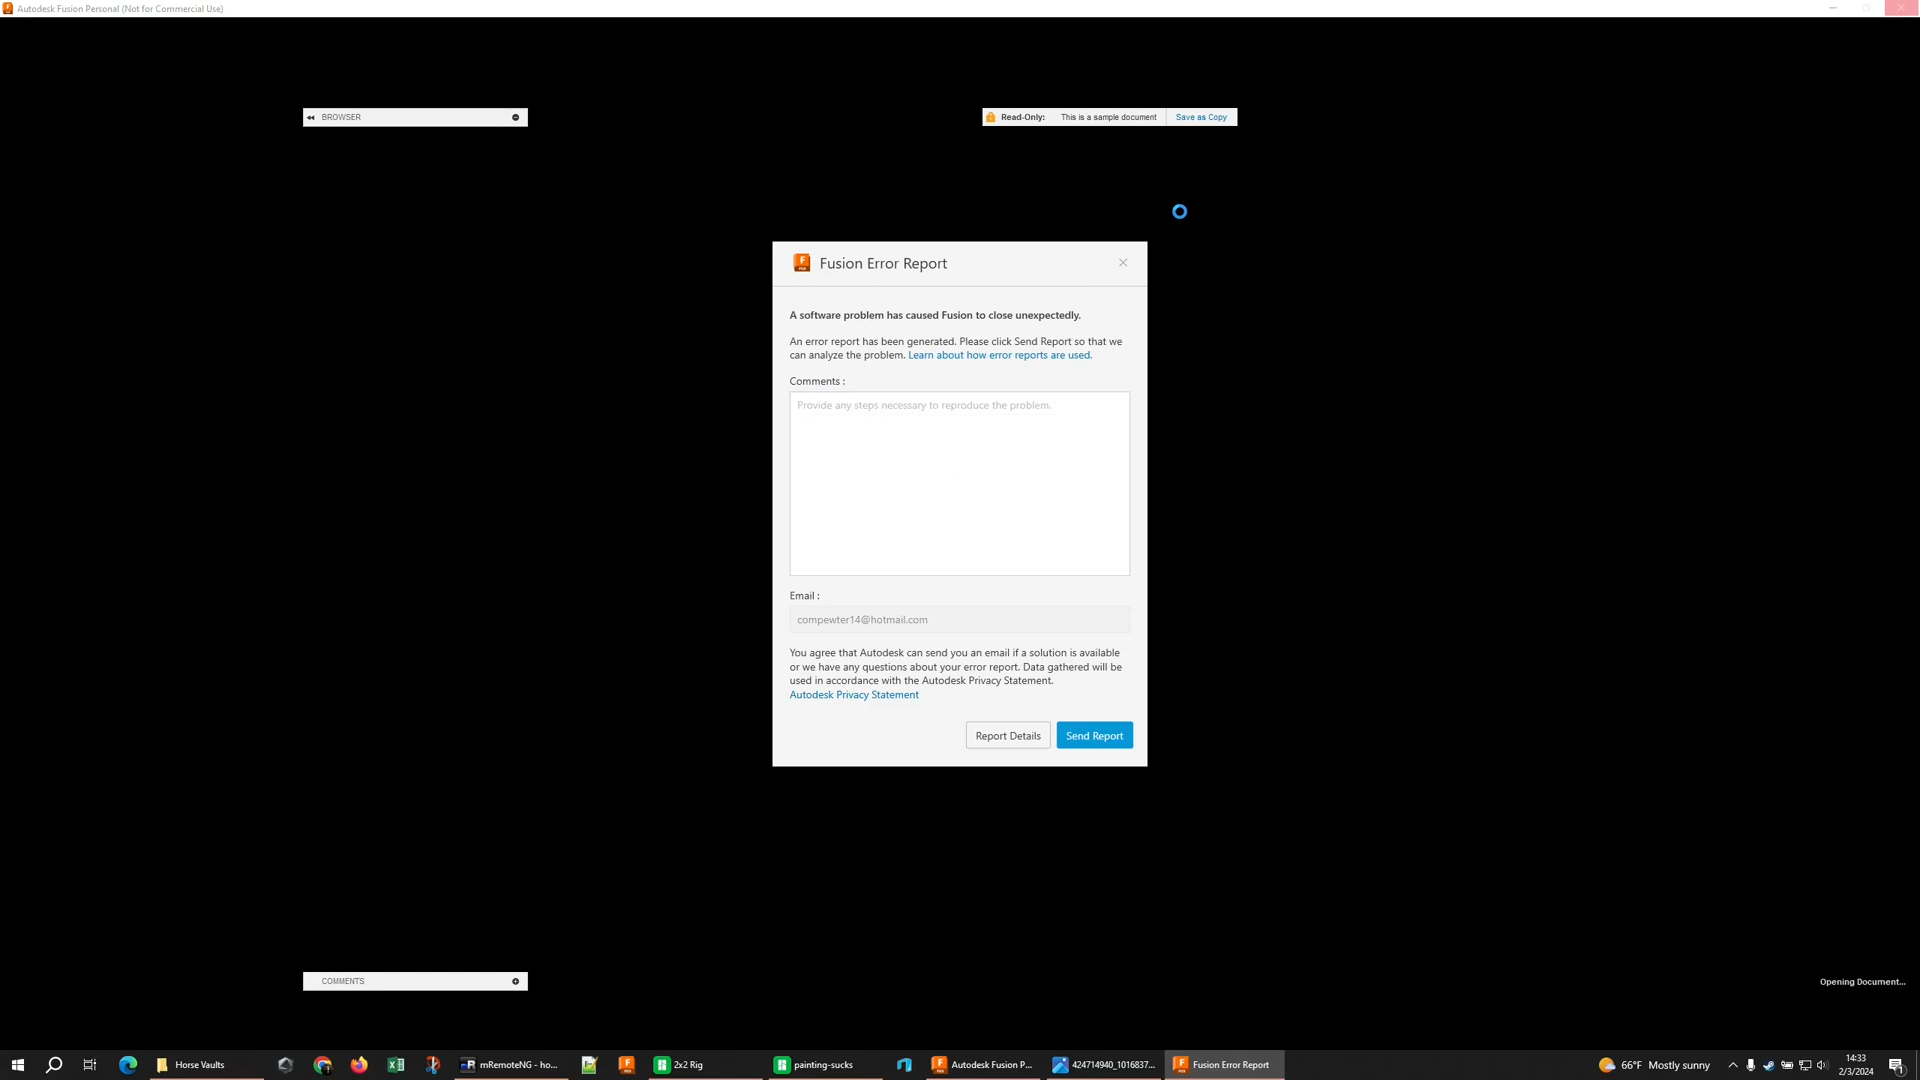 Autodesk Fusion Personal (Not for Commercial Use)
BROWSER
Read-Only: This is a sample document Save as Copy
Fusion Error Report
A software problem has caused Fusion to close unexpectedly.
An error report has been generated. Please click Send Report so that we
can analyze the problem. Learn about how error reports are used.
Comments :
Provide any steps necessary to reproduce the problem.
Email :
compewter14@hotmail.com
You agree that Autodesk can send you an email if a solution is available
or we have any questions about your error report. Data gathered will be
used in accordance with the Autodesk Privacy Statement.
Autodesk Privacy Statement
Report Details Send Report
COMMENTS
Opening Document...
Horse Vaults mRemoteNG - ho... 2x2 Rig painting-sucks Autodesk Fusion P... 424714940_1016837... Fusion Error Report 66°F Mostly sunny
14:33
2/3/2024